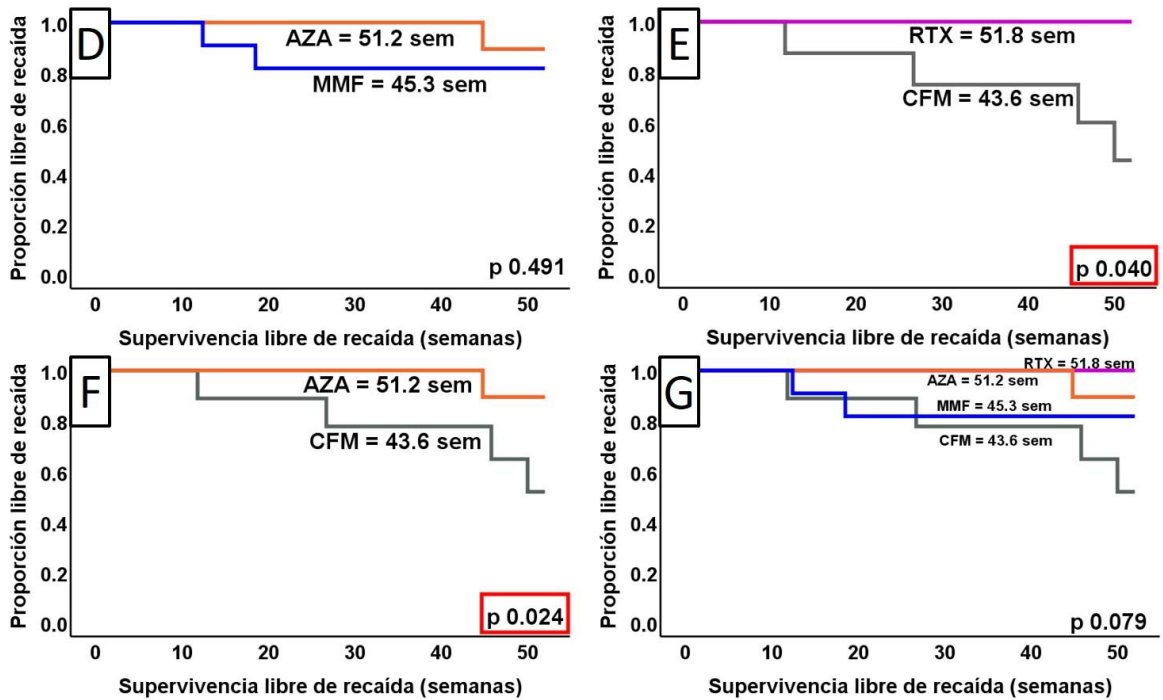 D
Proporción libre de recaída
1.0
0.8
0.6
0.4
0.2
0.0
AZA = 51.2 sem
MMF = 45.3 sem
p 0.491
0 10 20 30 40 50
Supervivencia libre de recaída (semanas)
E
Proporción libre de recaída
1.0
0.8
0.6
0.4
0.2
0.0
RTX = 51.8 sem
CFM = 43.6 sem
p 0.040
0 10 20 30 40 50
Supervivencia libre de recaída (semanas)
F
Proporción libre de recaída
1.0
0.8
0.6
0.4
0.2
0.0
AZA = 51.2 sem
CFM = 43.6 sem
p 0.024
0 10 20 30 40 50
Supervivencia libre de recaída (semanas)
G
Proporción libre de recaída
1.0
0.8
0.6
0.4
0.2
0.0
RTX = 51.8 sem
AZA = 51.2 sem
MMF = 45.3 sem
CFM = 43.6 sem
p 0.079
0 10 20 30 40 50
Supervivencia libre de recaída (semanas)